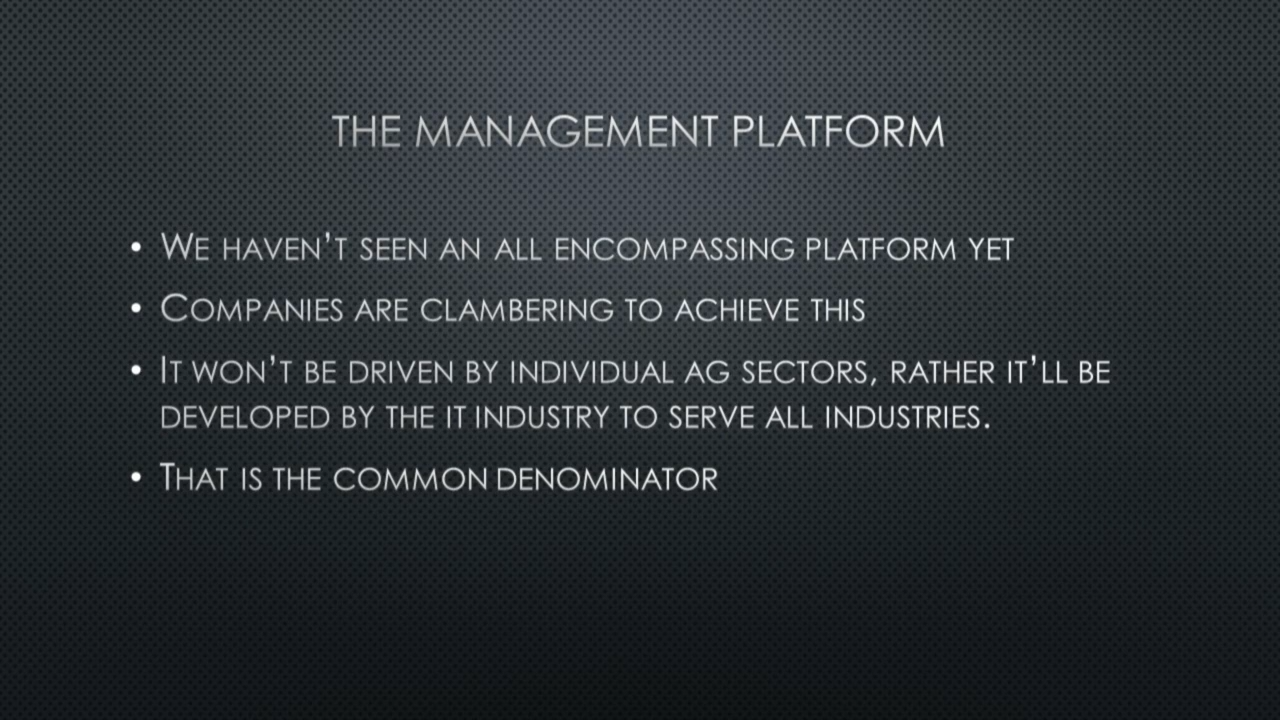 THE MANAGEMENT PLATFORM
• WE HAVEN'T SEEN AN ALL ENCOMPASSING PLATFORM YET
• COMPANIES ARE CLAMBERING TO ACHIEVE THIS
• IT WON'T BE DRIVEN BY INDIVIDUAL AG SECTORS, RATHER IT'LL BE
DEVELOPED BY THE IT INDUSTRY TO SERVE ALL INDUSTRIES.
• THAT IS THE COMMON DENOMINATOR